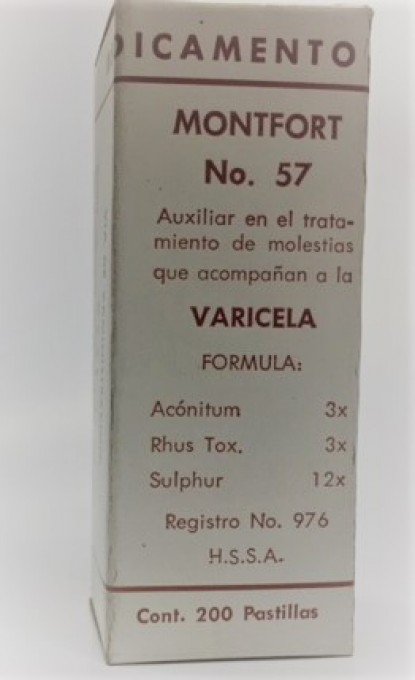 DICAMENTO
MONTFORT
No. 57
Auxiliar en el trata-
miento de molestias
que acompañan a la
VARICELA
FORMULA:
Acónitum 3x
Rhus Tox. 3x
Sulphur 12x
Registro No. 976
H.S.S.A.
Cont. 200 Pastillas